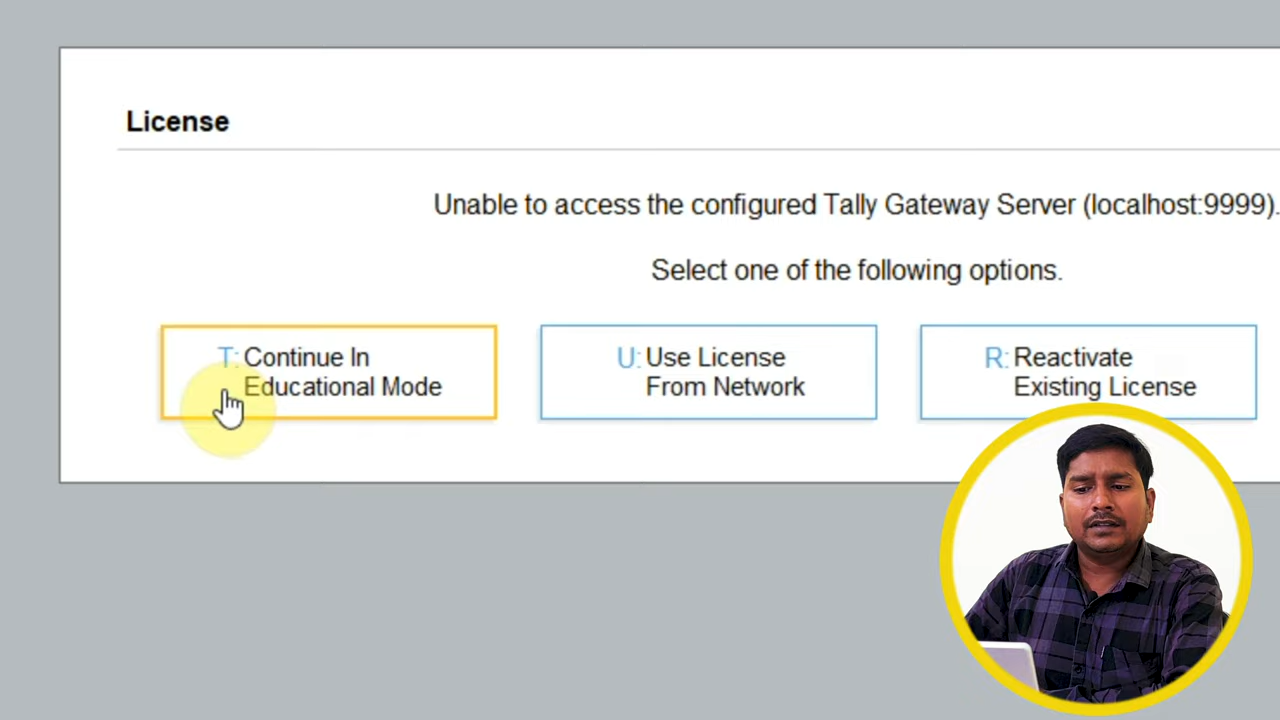 License
Unable to access the configured Tally Gateway Server (localhost:9999).
Select one of the following options.
T: Continue In
Educational Mode
U: Use License
From Network
R: Reactivate
Existing License